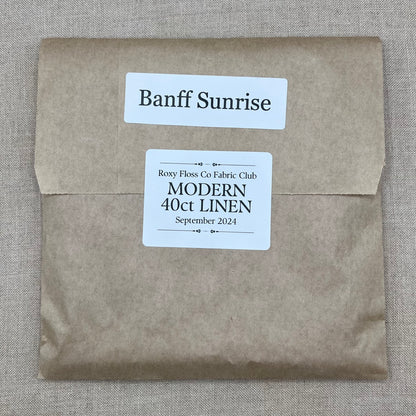 Banff Sunrise
Roxy Floss Co Fabric Club
MODERN
40ct LINEN
September 2024